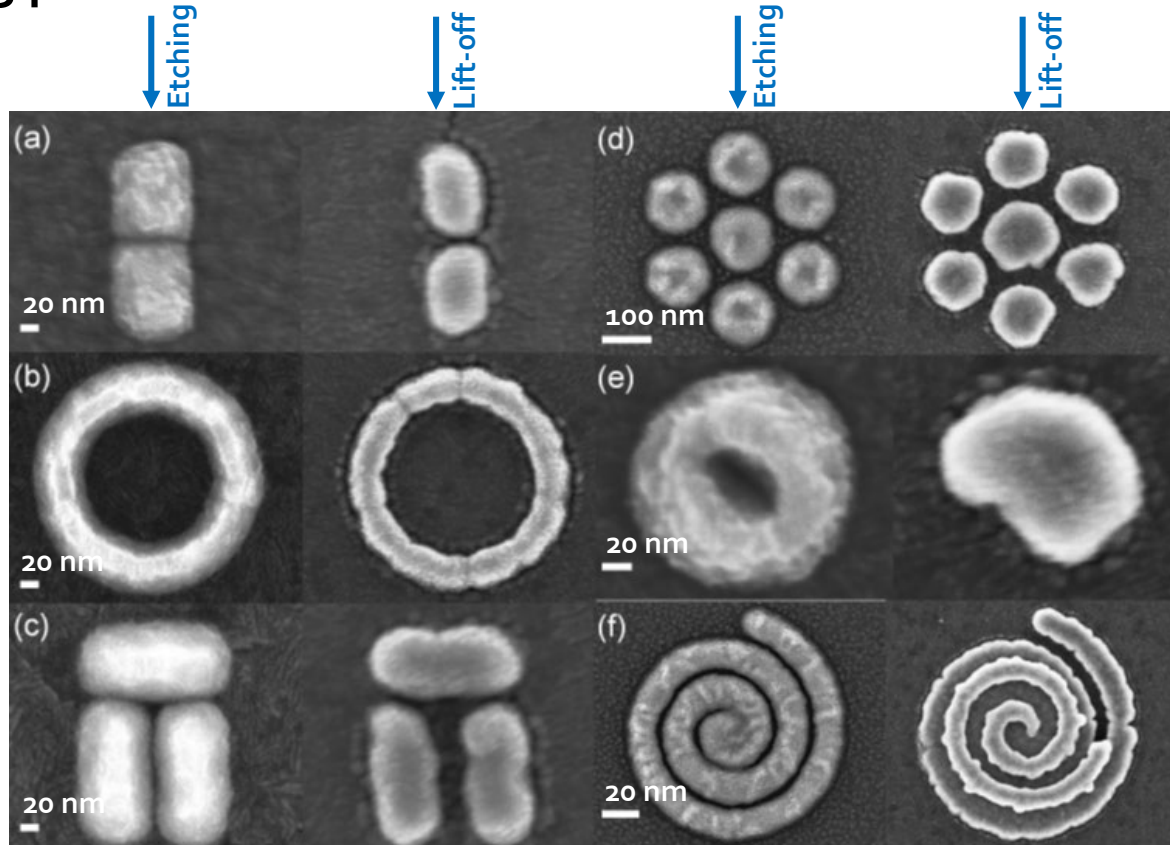 Etching
Lift-off
Etching
Lift-off
(a)
20 nm
(d)
100 nm
(b)
20 nm
(e)
20 nm
(c)
20 nm
(f)
20 nm